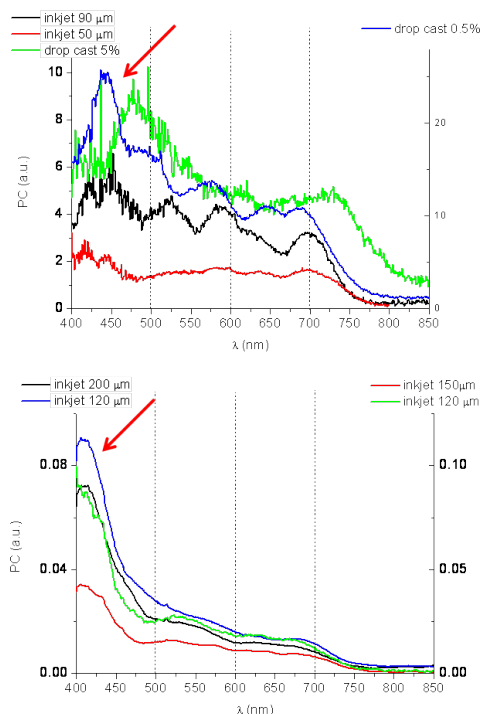 inkjet 90 μm
inkjet 50 μm
drop cast 5%
drop cast 0.5%
10
8
6
4
2
0
20
10
0
PC (a.u.)
400 450 500 550 600 650 700 750 800 850
λ (nm)
inkjet 200 μm
inkjet 120 μm
inkjet 150μm
inkjet 120 μm
0.08
0.04
0.00
0.10
0.05
0.00
PC (a.u.)
400 450 500 550 600 650 700 750 800 850
λ (nm)